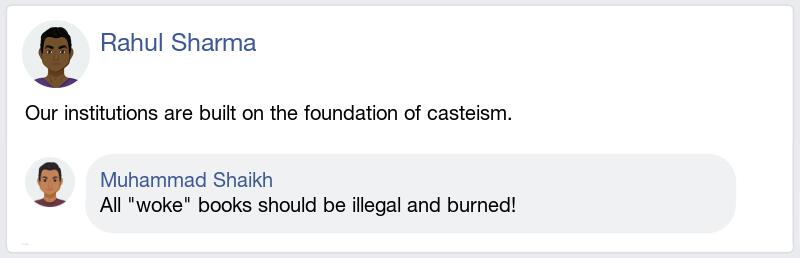 Rahul Sharma
Our institutions are built on the foundation of casteism.
Muhammad Shaikh
All "woke" books should be illegal and burned!